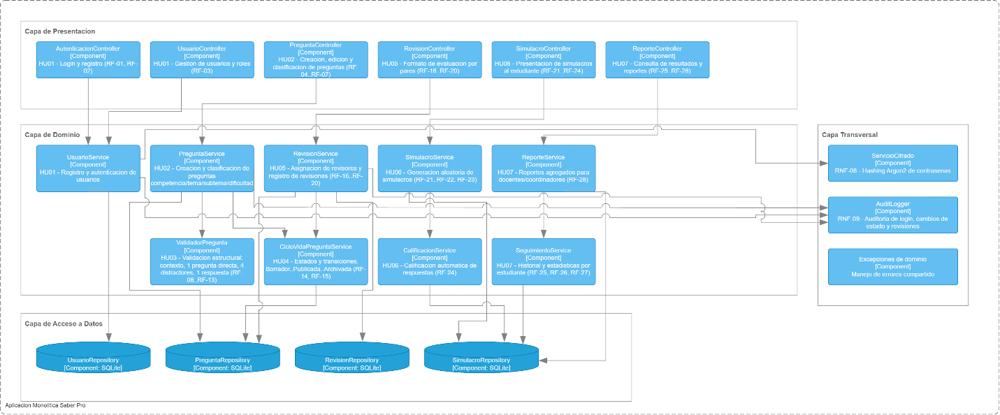 Capa de Presentacion
AutenticacionController
[Component]
HU01 - Login y registro (RF-01, RF-
02)
UsuarioController
[Component]
HU01 - Gestion de usuarios y roles
(RF-03)
PreguntaController
[Component]
HU02 - Creacion, edicion y
clasificacion de preguntas (RF-
04..RF-07)
RevisionController
[Component]
HU05 - Formato de evaluacion por
pares (RF-16..RF-20)
SimulacroController
[Component]
HU06 - Presentacion de simulacros
al estudiante (RF-21..RF-24)
ReporteController
[Component]
HU07 - Consulta de resultados y
reportes (RF-25..RF-28)
Capa de Dominio
UsuarioService
[Component]
HU01 - Registro y autenticacion de
usuarios
PreguntaService
[Component]
HU02 - Creacion y clasificacion de
preguntas
competencia/tema/subtema/dificultad
RevisionService
[Component]
HU05 - Asignacion de revisores y
registro de revisiones (RF-16..RF-
20)
SimulacroService
[Component]
HU06 - Generacion aleatoria de
simulacros (RF-21, RF-22, RF-23)
ReporteService
[Component]
HU07 - Reportes agregados para
docentes/coordinadores (RF-28)
ValidadorPregunta
[Component]
HU03 - Validacion estructural:
contexto, 1 pregunta directa, 4
distractores, 1 respuesta (RF-
08..RF-13)
CicloVidaPreguntaService
[Component]
HU04 - Estados y transiciones:
Borrador..Publicada..Archivada (RF-
14, RF-15)
CalificacionService
[Component]
HU06 - Calificacion automatica de
respuestas (RF-24)
SeguimientoService
[Component]
HU07 - Historial y estadisticas por
estudiante (RF-25, RF-26, RF-27)
Capa Transversal
ServicioCifrado
[Component]
RNF-08 - Hashing Argon2 de contrasenas
AuditLogger
[Component]
RNF-09 - Auditoria de login, cambios de
estado y revisiones
Excepciones de dominio
[Component]
Manejo de errores compartido
Capa de Acceso a Datos
UsuarioRepository
[Component: SQLite]
PreguntaRepository
[Component: SQLite]
RevisionRepository
[Component: SQLite]
SimulacroRepository
[Component: SQLite]
Aplicacion Monolitica Saber Pro